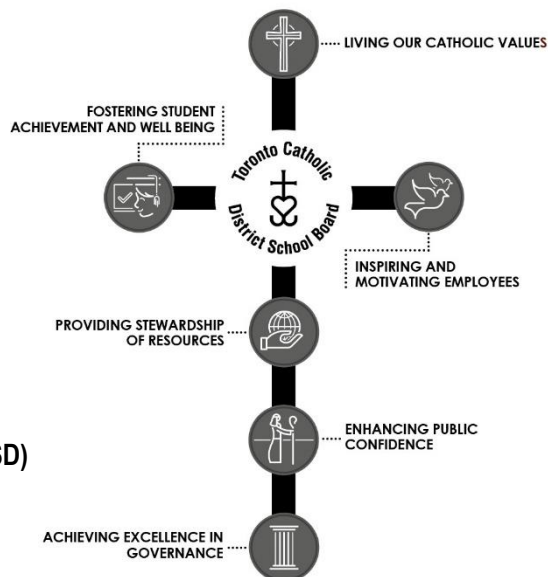 LIVING OUR CATHOLIC VALUES
FOSTERING STUDENT
ACHIEVEMENT AND WELL BEING
Toronto Catholic
District School Board
INSPIRING AND
MOTIVATING EMPLOYEES
PROVIDING STEWARDSHIP
OF RESOURCES
ENHANCING PUBLIC
CONFIDENCE
SD)
ACHIEVING EXCELLENCE IN
GOVERNANCE